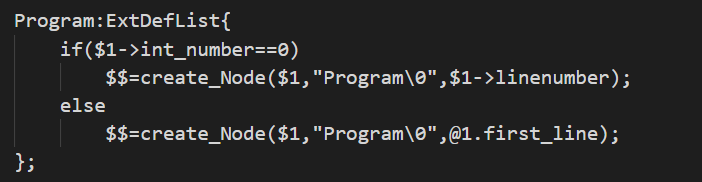 Program:ExtDefList{
    if($1->int_number==0)
        $$=create_Node($1,"Program\0",$1->linenumber);
    else
        $$=create_Node($1,"Program\0",@1.first_line);
};